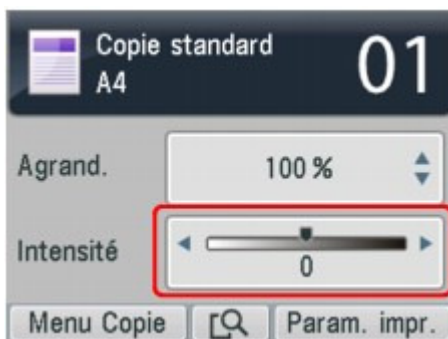 Copie standard
A4
01
Agrand.
100 %
Intensité
0
Menu Copie
Param. impr.